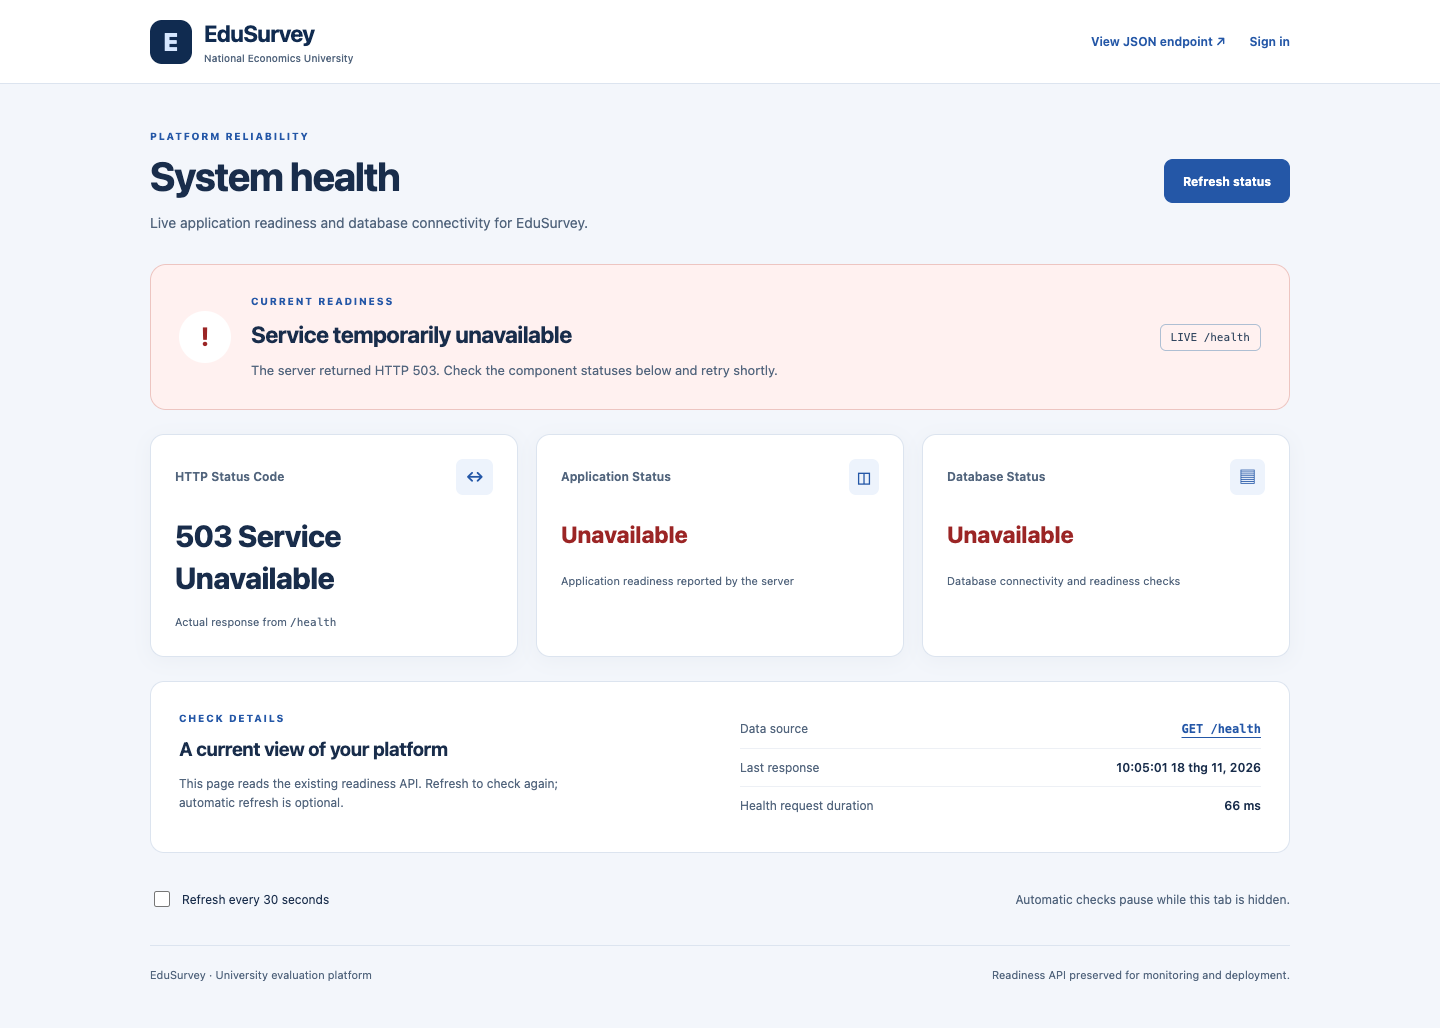 E
EduSurvey
National Economics University
View JSON endpoint ↗
Sign in
PLATFORM RELIABILITY
System health
Live application readiness and database connectivity for EduSurvey.
Refresh status
!
CURRENT READINESS
Service temporarily unavailable
The server returned HTTP 503. Check the component statuses below and retry shortly.
LIVE /health
HTTP Status Code
503 Service
Unavailable
Actual response from /health
Application Status
Unavailable
Application readiness reported by the server
Database Status
Unavailable
Database connectivity and readiness checks
CHECK DETAILS
A current view of your platform
This page reads the existing readiness API. Refresh to check again;
automatic refresh is optional.
Data source
GET /health
Last response
10:05:01 18 thg 11, 2026
Health request duration
66 ms
Refresh every 30 seconds
Automatic checks pause while this tab is hidden.
EduSurvey · University evaluation platform
Readiness API preserved for monitoring and deployment.